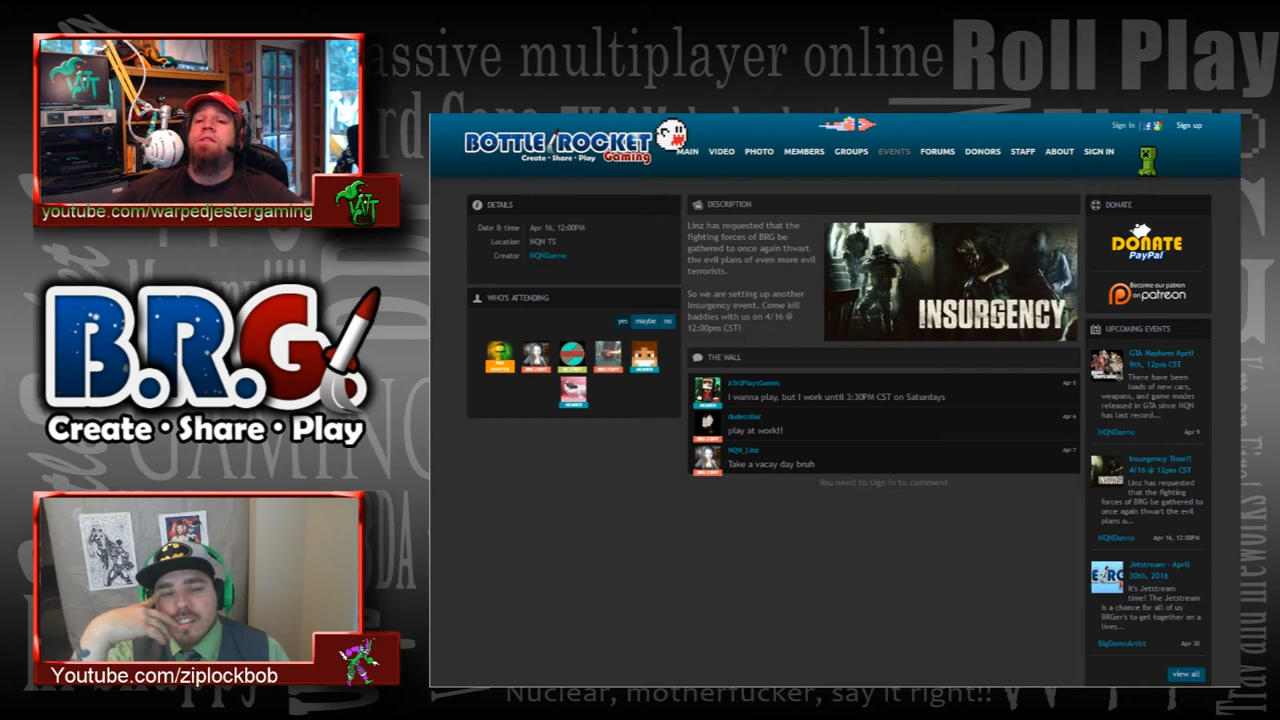 assive multiplayer online
Roll Play
youtube.com/warpedjestergaming
B.R.G.
Create • Share • Play
Youtube.com/ziplockbob
BOTTLE ROCKET
Gaming
Create • Share • Play
MAIN VIDEO PHOTO MEMBERS GROUPS EVENTS FORUMS DONORS STAFF ABOUT SIGN IN
Sign In Sign up
DETAILS
Date & time Apr 16, 12:00PM
Location NQN TS
Creator NQNDanno
WHO'S ATTENDING
yes maybe no
DESCRIPTION
Linz has requested that the
fighting forces of BRG be
gathered to once again thwart
the evil plans of even more evil
terrorists.
So we are setting up another
Insurgency event. Come kill
baddies with us on 4/16 @
12:00pm CST!
INSURGENCY
THE WALL
z3r0PlaysGames Apr 5
I wanna play, but I work until 3:30PM CST on Saturdays
dudecollar Apr 6
play at work!!
NQN_Linz Apr 7
Take a vacay day bruh
You need to sign in to comment
DONATE
DONATE
PayPal
Become our patron
on patreon
UPCOMING EVENTS
GTA Mayhem April
9th, 12pm CST
There have been
loads of new cars,
weapons, and game modes
released in GTA since NQN
has last record...
NQNDanno Apr 9
Insurgency Time!!
4/16 @ 12pm CST
Linz has requested
that the fighting
forces of BRG be gathered to
once again thwart the evil
plans o...
NQNDanno Apr 16, 12:00PM
Jetstream - April
30th, 2016
It's Jetstream
time! The Jetstream
is a chance for all of us
BRGer's to get together on a
lives...
BigDamnArtist Apr 30
view all
GAMING
Nuclear, motherfucker, say it right!!